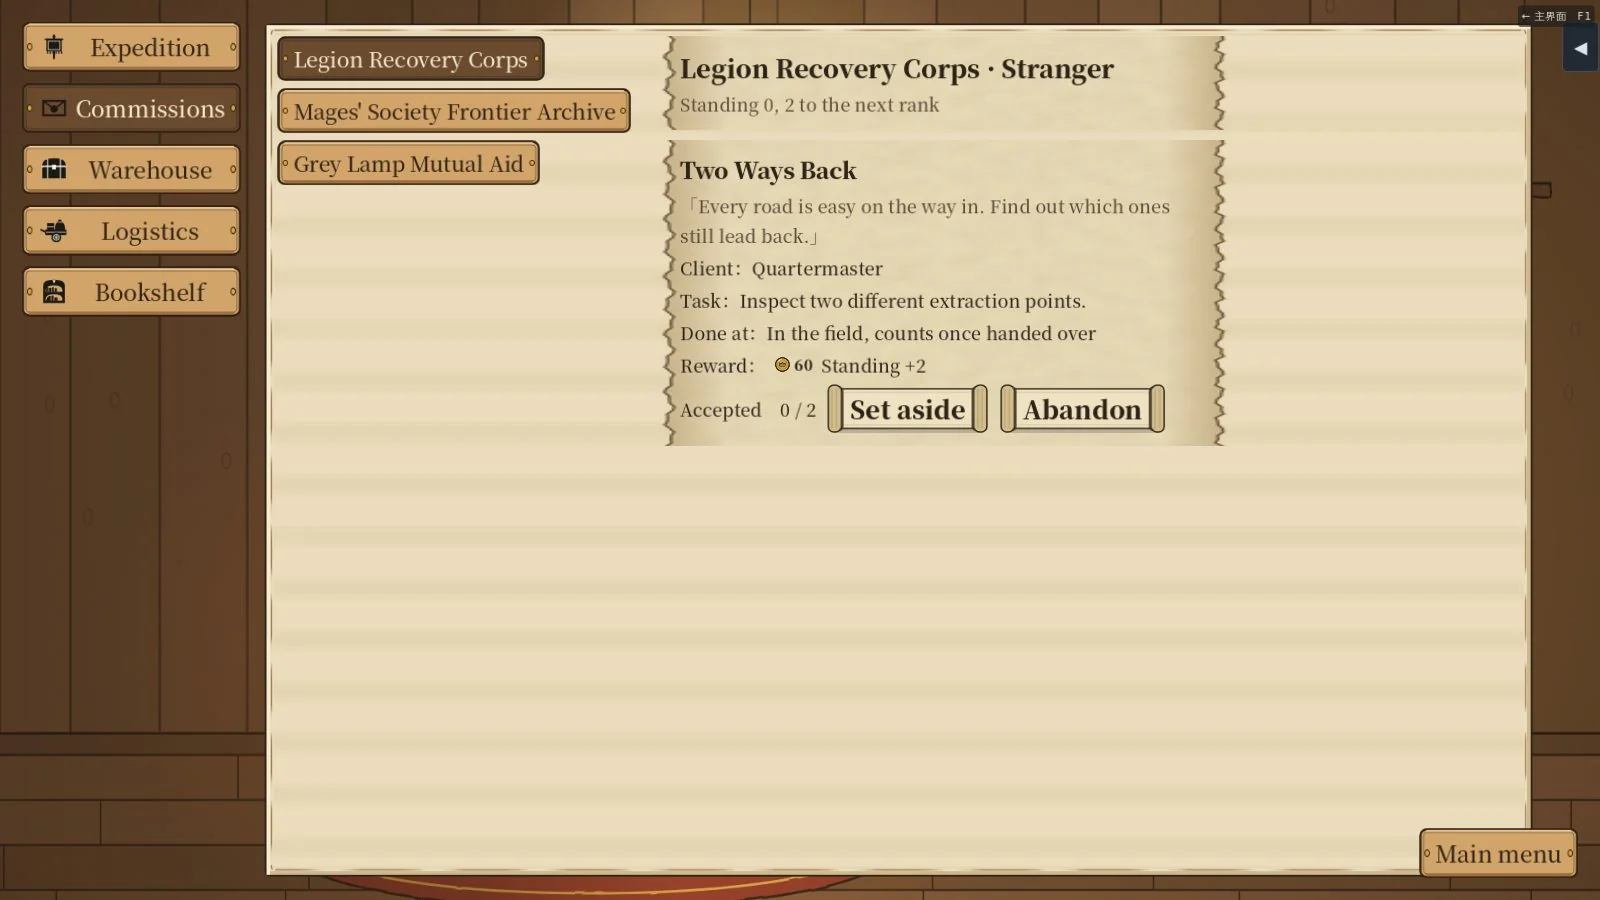 ← 主界面 F1
Expedition
Commissions
Warehouse
Logistics
Bookshelf
Legion Recovery Corps
Mages' Society Frontier Archive
Grey Lamp Mutual Aid
Legion Recovery Corps · Stranger
Standing 0, 2 to the next rank
Two Ways Back
「Every road is easy on the way in. Find out which ones
still lead back.」
Client: Quartermaster
Task: Inspect two different extraction points.
Done at: In the field, counts once handed over
Reward: 60 Standing +2
Accepted 0 / 2 Set aside Abandon
Main menu